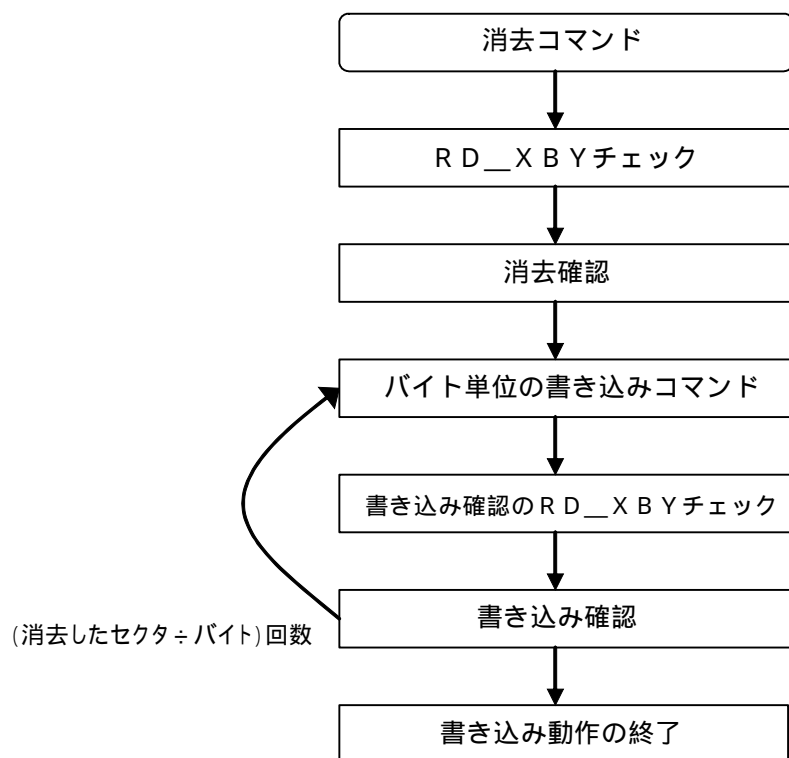 消去コマンド
ＲＤ＿ＸＢＹチェック
消去確認
バイト単位の書き込みコマンド
書き込み確認のＲＤ＿ＸＢＹチェック
書き込み確認
(消去したセクタ÷バイト)回数
書き込み動作の終了